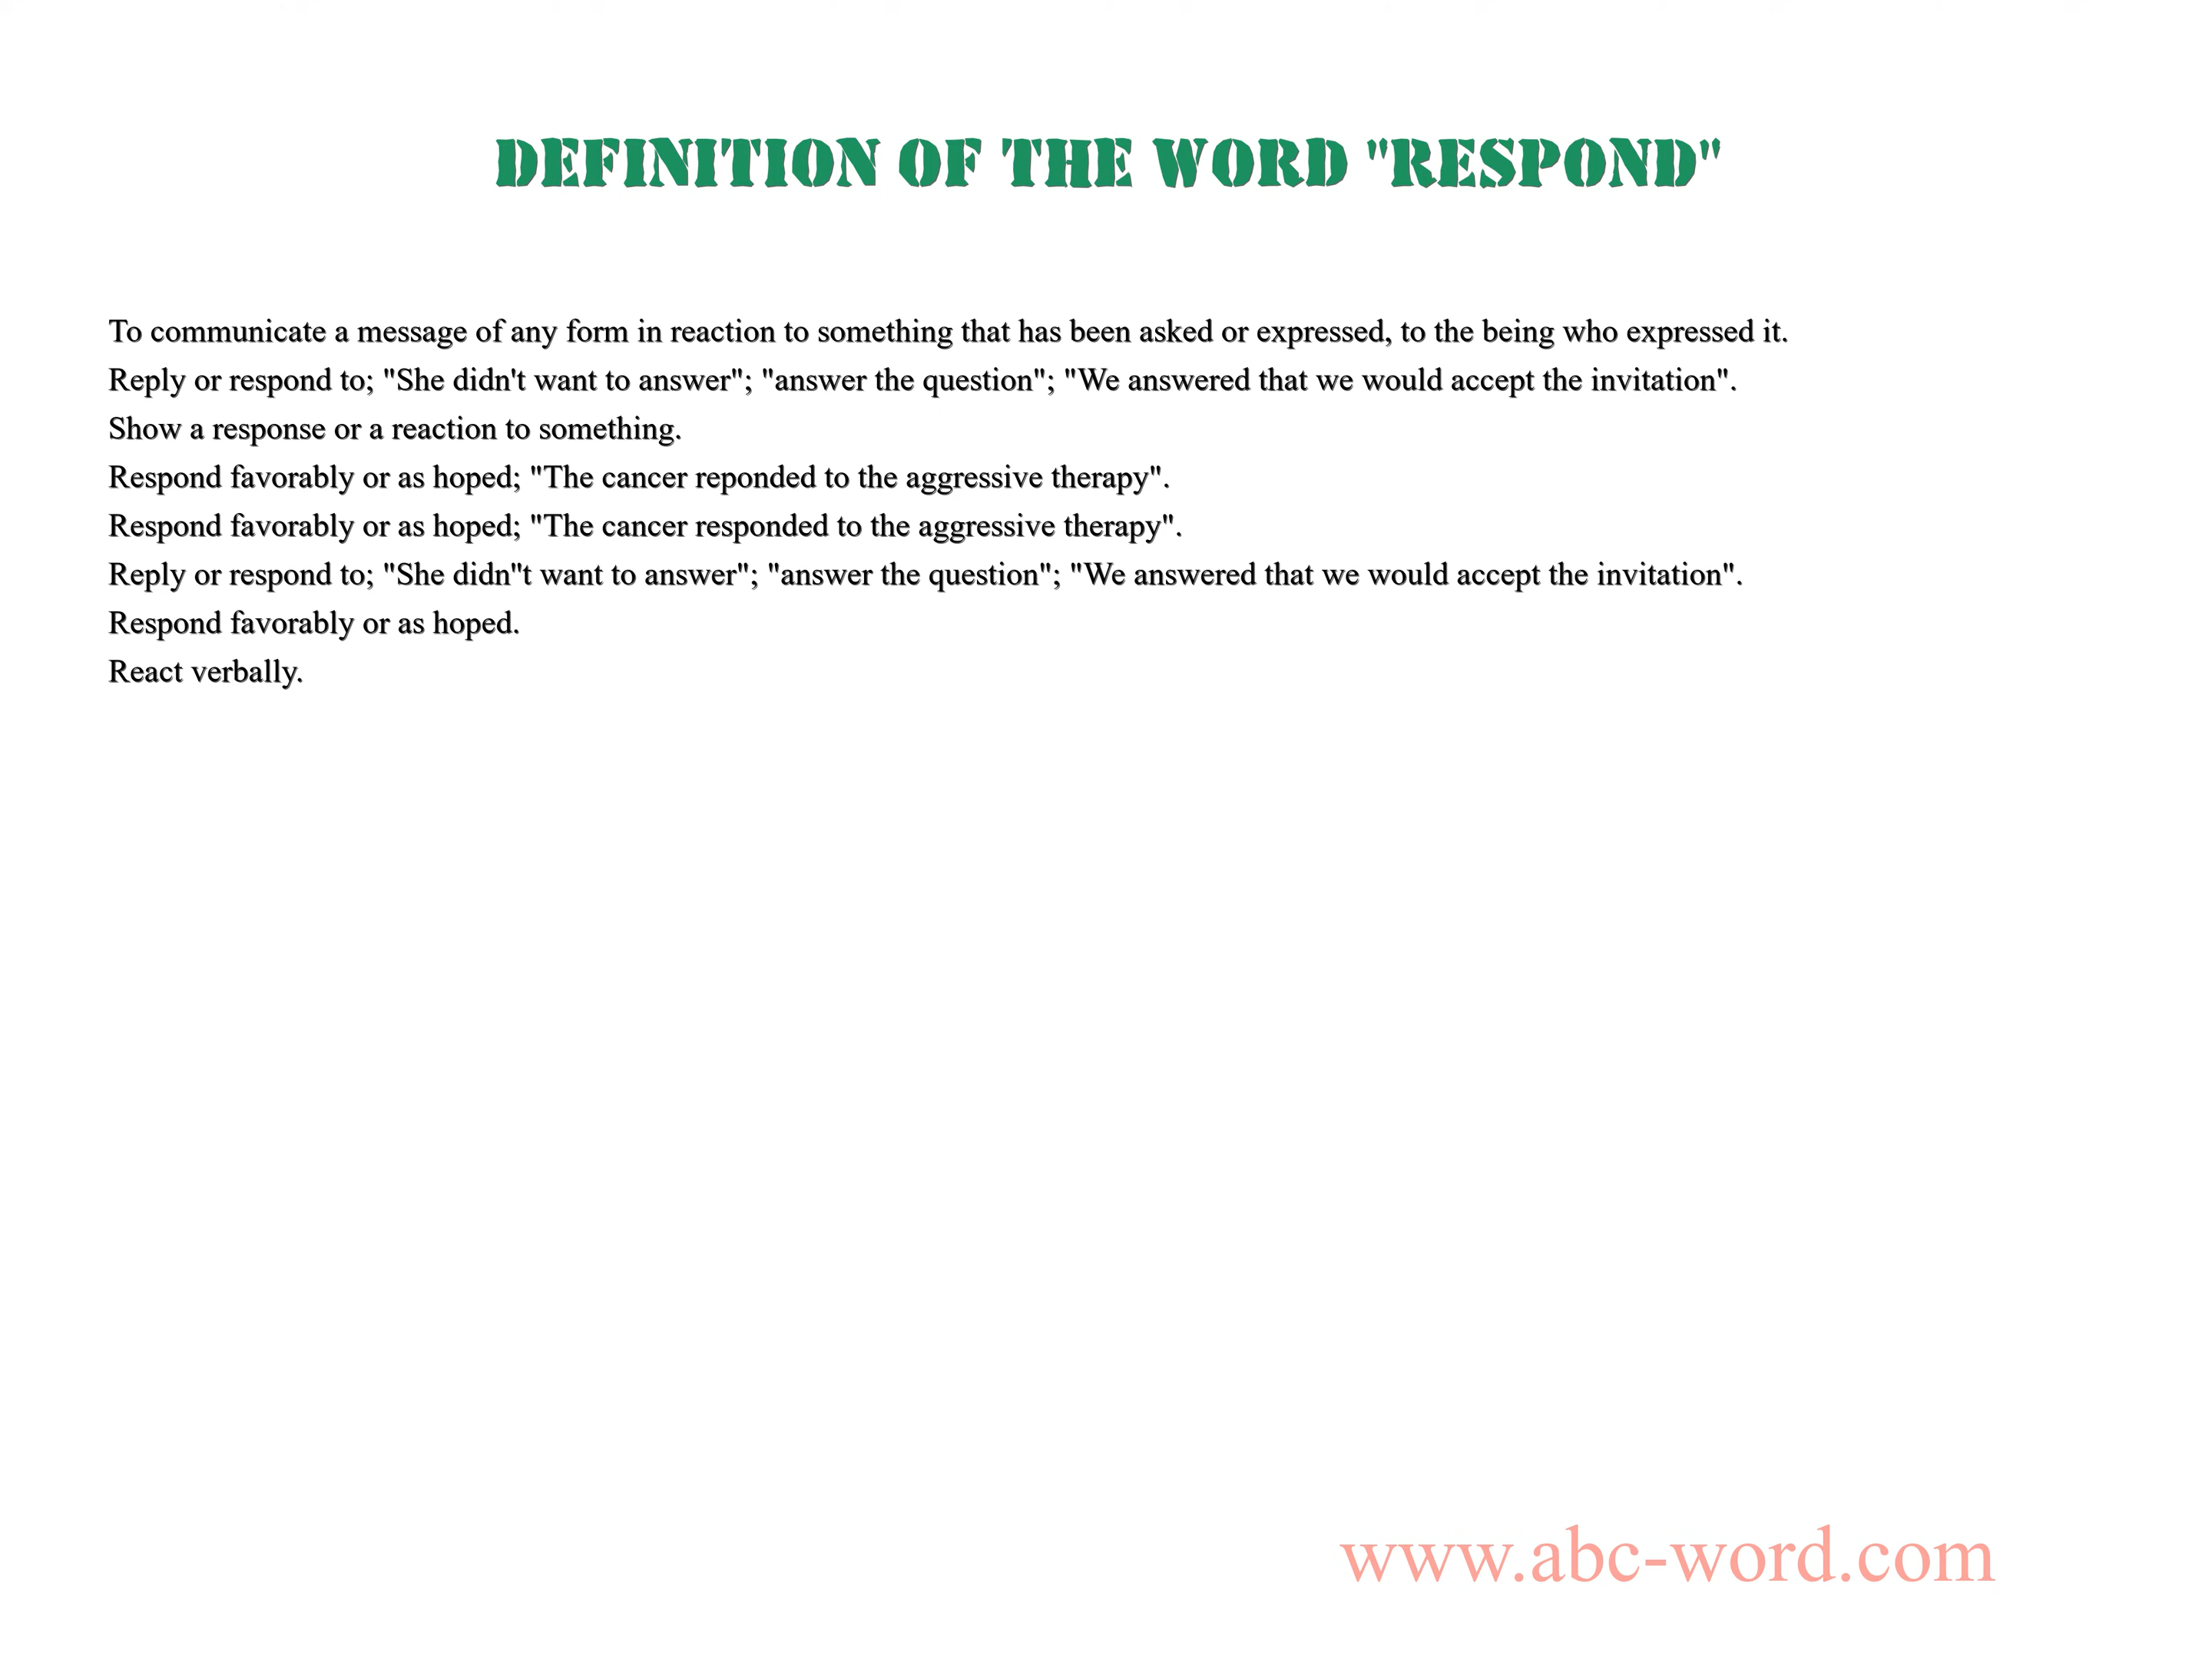 DEFINITION OF THE WORD "RESPOND"
To communicate a message of any form in reaction to something that has been asked or expressed, to the being who expressed it.
Reply or respond to; "She didn't want to answer"; "answer the question"; "We answered that we would accept the invitation".
Show a response or a reaction to something.
Respond favorably or as hoped; "The cancer reponded to the aggressive therapy".
Respond favorably or as hoped; "The cancer responded to the aggressive therapy".
Reply or respond to; "She didn"t want to answer"; "answer the question"; "We answered that we would accept the invitation".
Respond favorably or as hoped.
React verbally.
www.abc-word.com